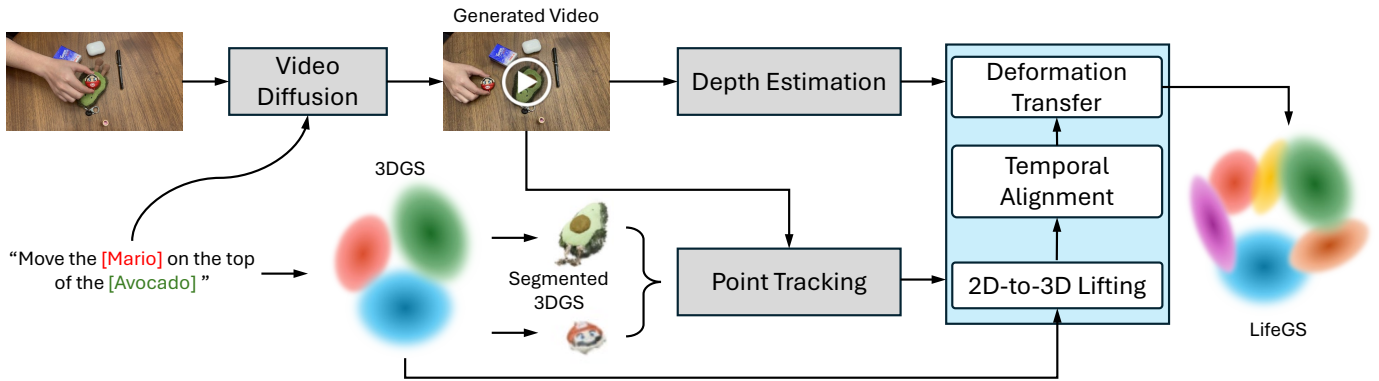 Generated Video
Video
Diffusion
Depth Estimation
Deformation
Transfer
Temporal
Alignment
2D-to-3D Lifting
3DGS
“Move the [Mario] on the top
of the [Avocado] ”
Segmented
3DGS
Point Tracking
LifeGS